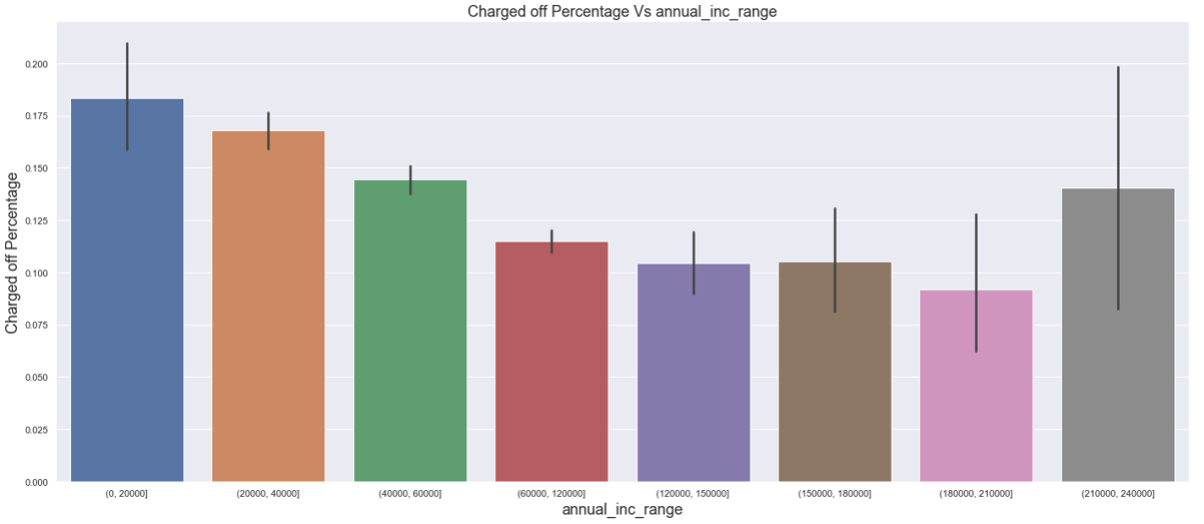 Charged off Percentage Vs annual_inc_range
Charged off Percentage
0.200
0.175
0.150
0.125
0.100
0.075
0.050
0.025
0.000
(0, 20000] (20000, 40000] (40000, 60000] (60000, 120000] (120000, 150000] (150000, 180000] (180000, 210000] (210000, 240000]
annual_inc_range